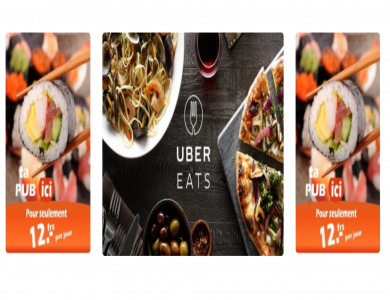 ta
PUB ici
Pour seulement
12.- frs
par jour
UBER
EATS
ta
PUB ici
Pour seulement
12.- frs
par jour